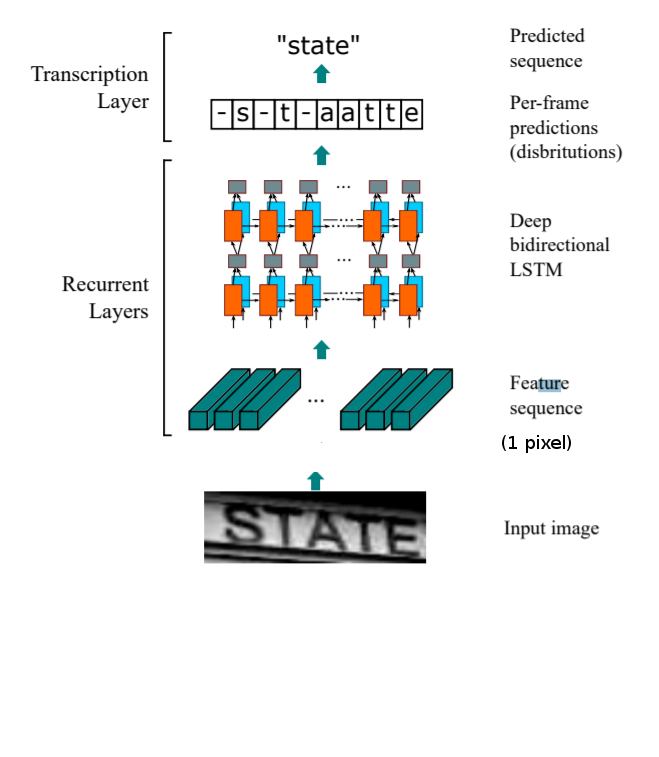 "state"
Predicted
sequence
Transcription
Layer
-s-t-aatte
Per-frame
predictions
(disbritutions)
...
Deep
bidirectional
LSTM
...
Recurrent
Layers
...
Feature
sequence
(1 pixel)
STATE
Input image